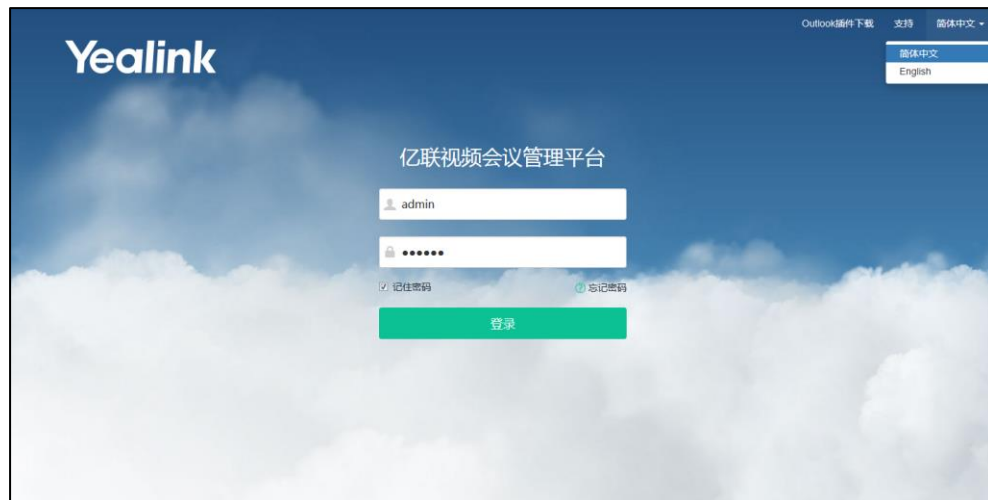 Outlook插件下载 支持 简体中文
Yealink
简体中文
English
亿联视频会议管理平台
admin
••••••
记住密码 忘记密码
登录